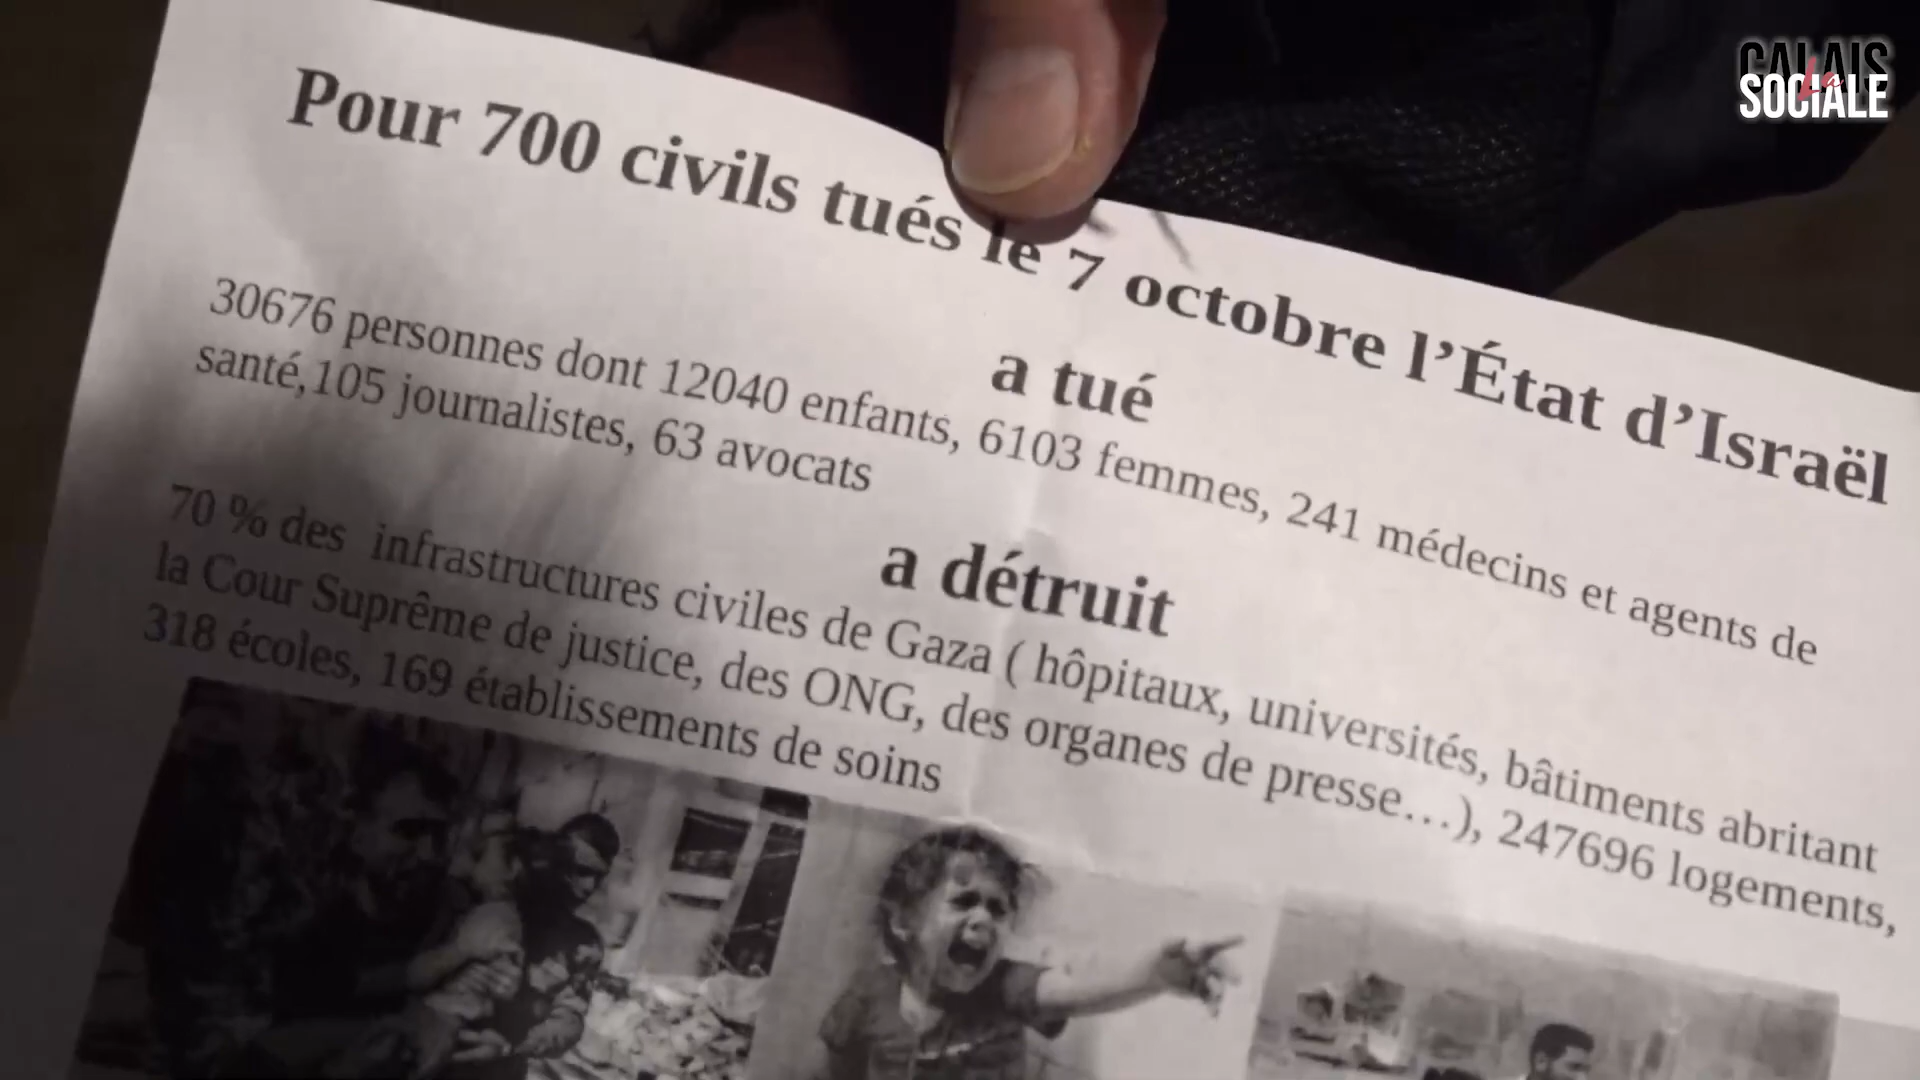 CALAIS
La
SOCIALE
Pour 700 civils tués le 7 octobre l’État d’Israël
a tué
30676 personnes dont 12040 enfants, 6103 femmes, 241 médecins et agents de
santé,105 journalistes, 63 avocats
a détruit
70 % des infrastructures civiles de Gaza ( hôpitaux, universités, bâtiments abritant
la Cour Suprême de justice, des ONG, des organes de presse…), 247696 logements,
318 écoles, 169 établissements de soins